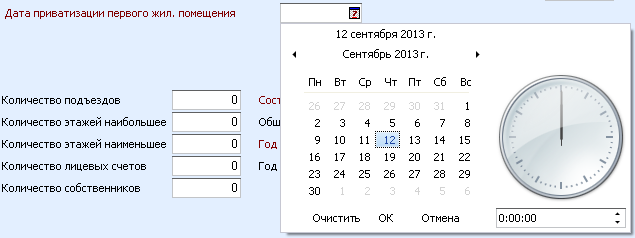 Дата приватизации первого жил. помещения
12 сентября 2013 г.
Сентябрь 2013 г.
Пн Вт Ср Чт Пт Сб Вс
26 27 28 29 30 31 1
2 3 4 5 6 7 8
9 10 11 12 13 14 15
16 17 18 19 20 21 22
23 24 25 26 27 28 29
30 1 2 3 4 5 6
Очистить ОК Отмена
0:00:00
Количество подъездов 0 Сост
Количество этажей наибольшее 0 Общ
Количество этажей наименьшее 0 Год
Количество лицевых счетов 0 Год
Количество собственников 0